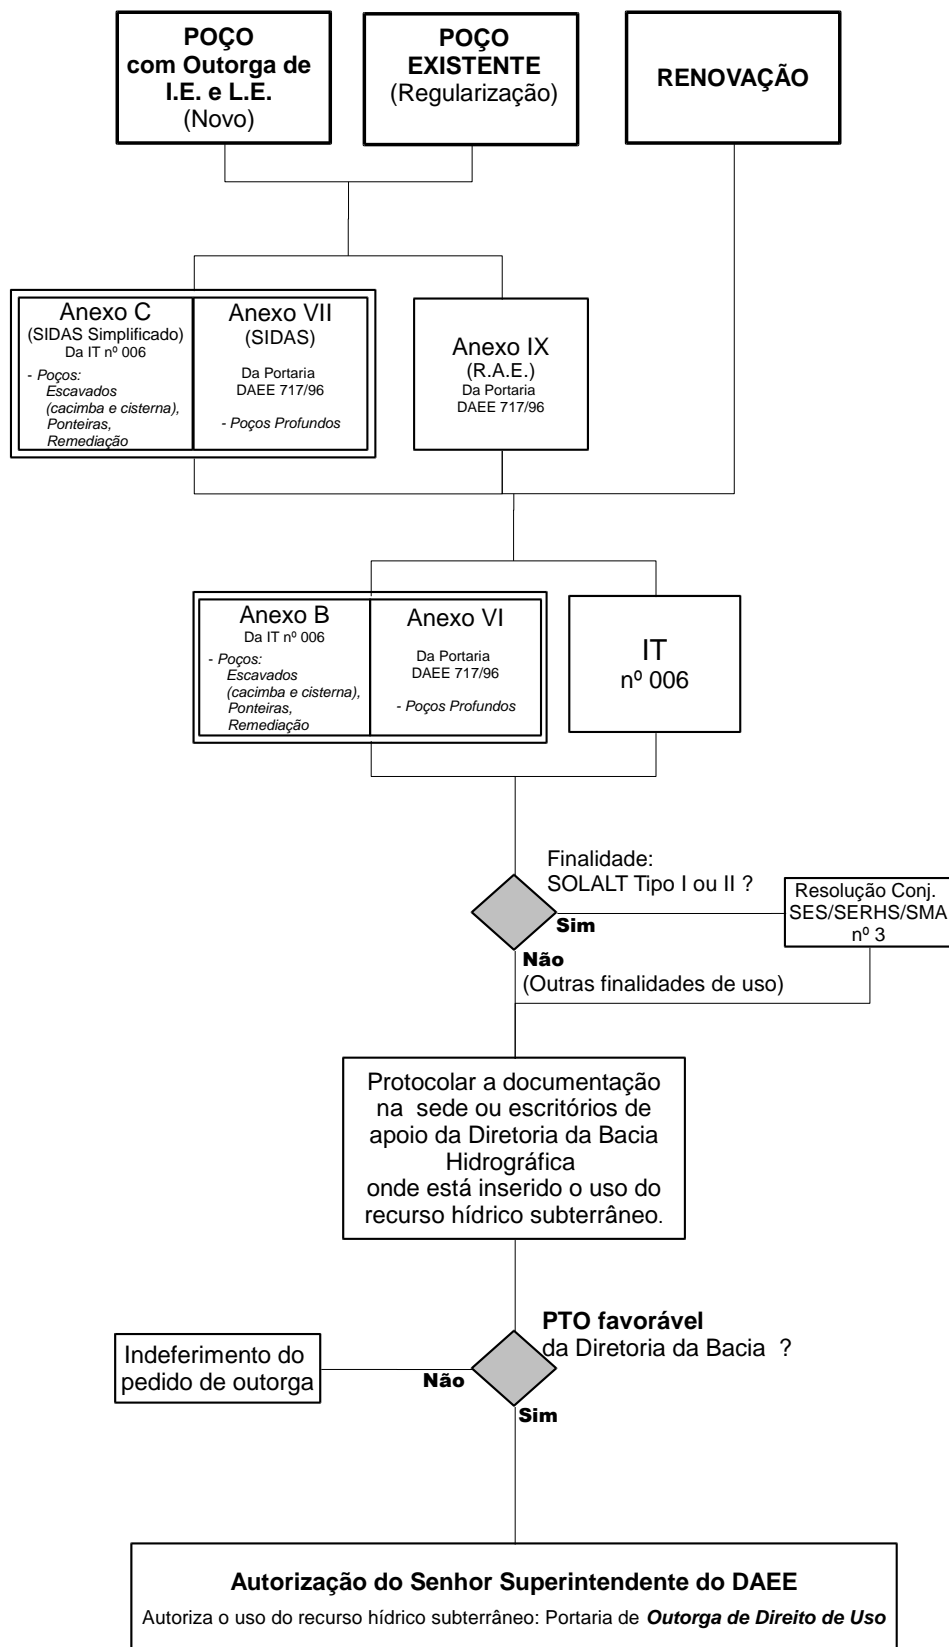 POÇO
com Outorga de
I.E. e L.E.
(Novo)
POÇO
EXISTENTE
(Regularização)
RENOVAÇÃO
Anexo C
(SIDAS Simplificado)
Da IT nº 006
- Poços:
Escavados
(cacimba e cisterna),
Ponteiras,
Remediação
Anexo VII
(SIDAS)
Da Portaria
DAEE 717/96
- Poços Profundos
Anexo IX
(R.A.E.)
Da Portaria
DAEE 717/96
Anexo B
Da IT nº 006
- Poços:
Escavados
(cacimba e cisterna),
Ponteiras,
Remediação
Anexo VI
Da Portaria
DAEE 717/96
- Poços Profundos
IT
nº 006
Finalidade:
SOLALT Tipo I ou II ?
Sim
Resolução Conj.
SES/SERHS/SMA
nº 3
Não
(Outras finalidades de uso)
Protocolar a documentação
na sede ou escritórios de
apoio da Diretoria da Bacia
Hidrográfica
onde está inserido o uso do
recurso hídrico subterrâneo.
PTO favorável
da Diretoria da Bacia ?
Indeferimento do
pedido de outorga
Não
Sim
Autorização do Senhor Superintendente do DAEE
Autoriza o uso do recurso hídrico subterrâneo: Portaria de Outorga de Direito de Uso